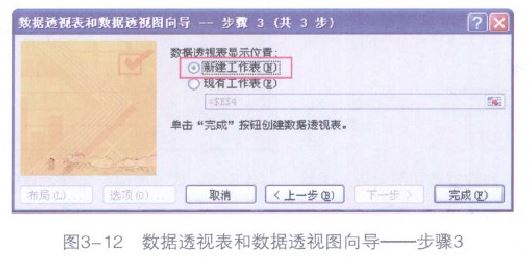 数据透视表和数据透视图向导 -- 步骤 3 (共 3 步)
数据透视表显示位置:
新建工作表(N)
现有工作表(E)
=$E$4
单击“完成”按钮创建数据透视表。
布局(L)... 选项(O)... 取消 < 上一步(B) 下一步 > 完成(F)
图3-12 数据透视表和数据透视图向导——步骤3